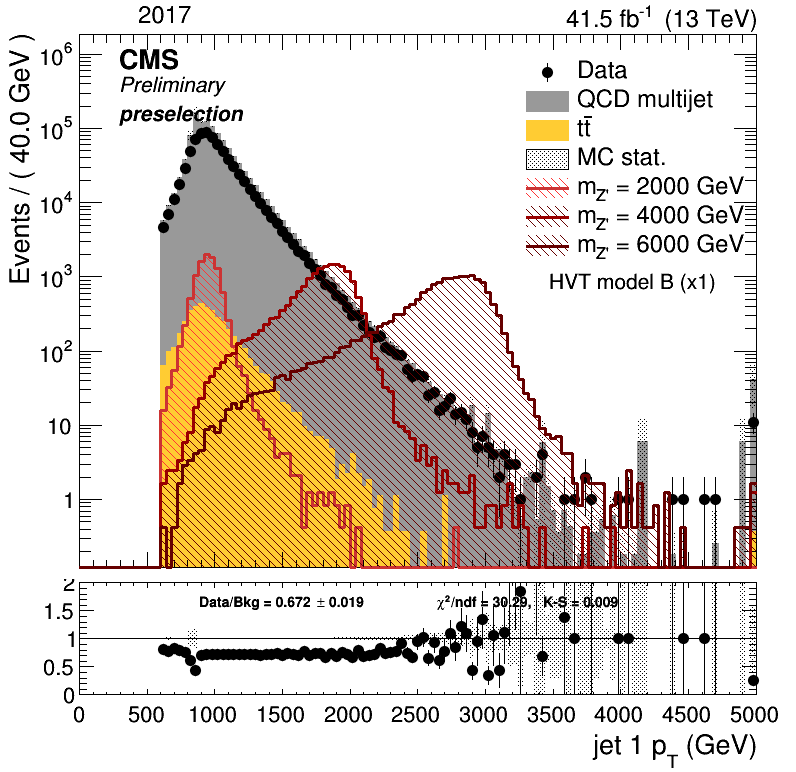 2017
41.5 fb⁻¹ (13 TeV)
CMS
Preliminary
preselection
Events / ( 40.0 GeV )
10⁶
10⁵
10⁴
10³
10²
10
1
Data
QCD multijet
tt̄
MC stat.
m_Z' = 2000 GeV
m_Z' = 4000 GeV
m_Z' = 6000 GeV
HVT model B (x1)
Data/Bkg = 0.672 ± 0.019
χ²/ndf = 30.29, K-S = 0.009
2
1.5
1
0.5
0
0 500 1000 1500 2000 2500 3000 3500 4000 4500 5000
jet 1 p_T (GeV)